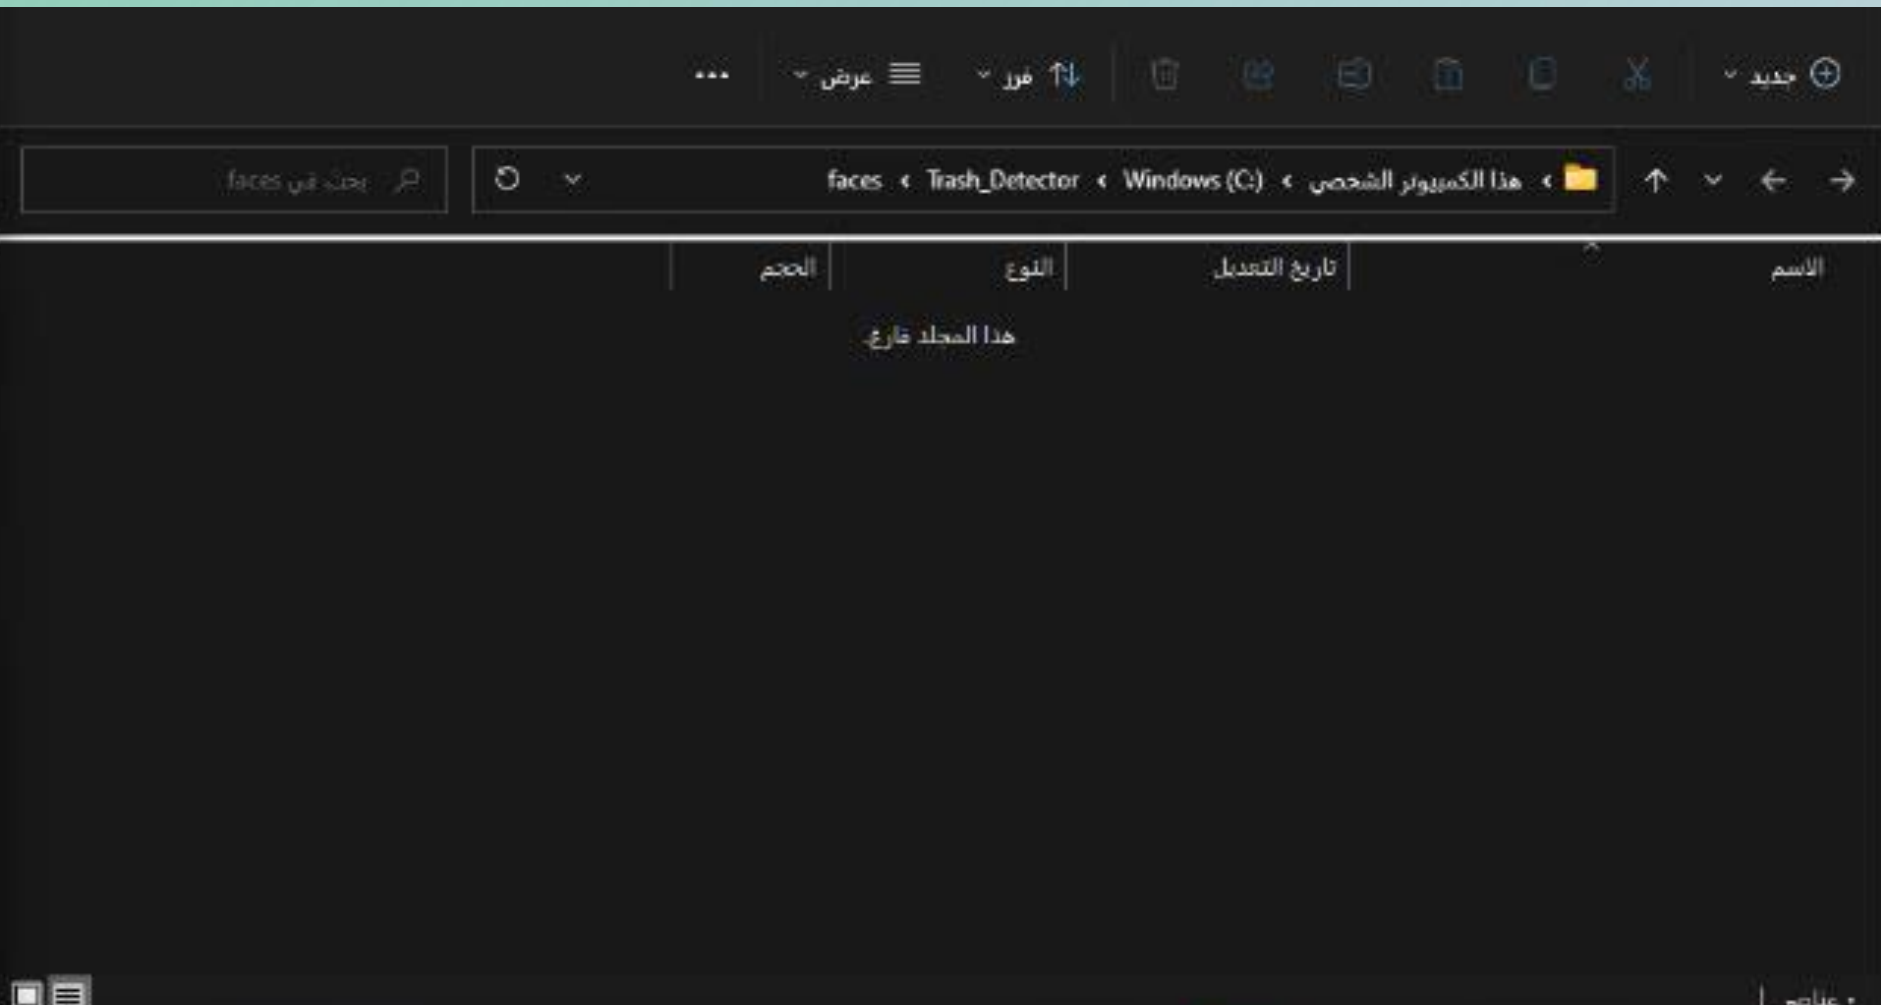 جديد فرز عرض
هذا الكمبيوتر الشخصي › Windows (C:) › Trash_Detector › faces
بحث في faces
الاسم تاريخ التعديل النوع الحجم
هذا المجلد فارغ.